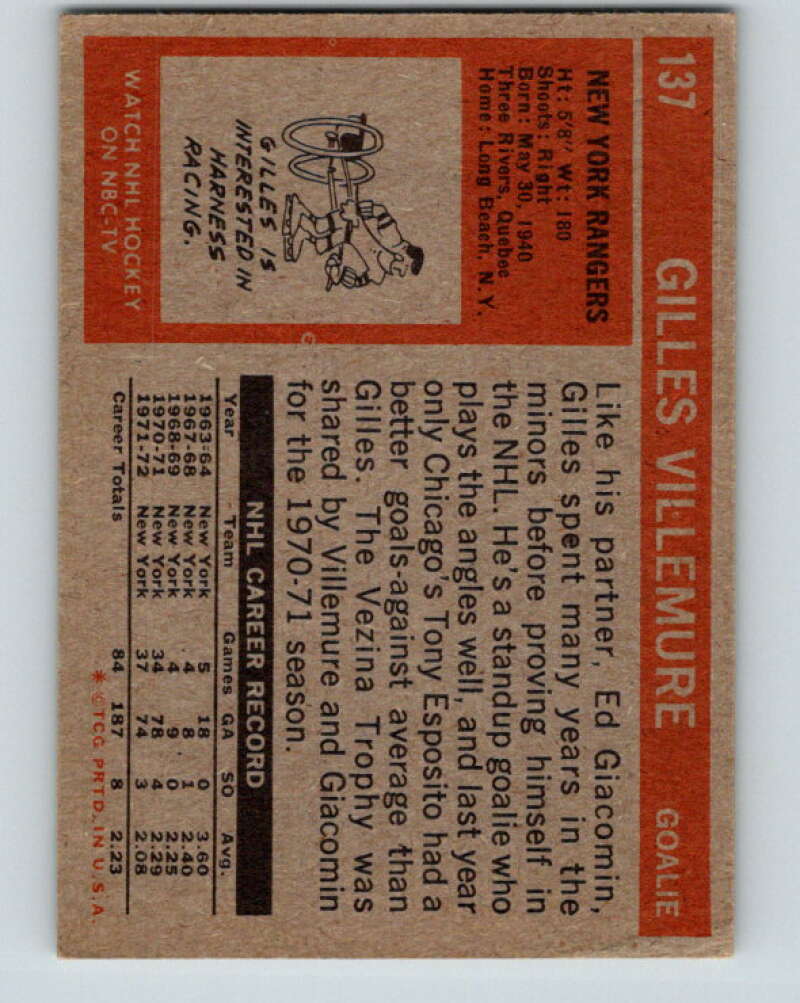 137 GILLES VILLEMURE GOALIE
NEW YORK RANGERS
Ht: 5'8" Wt: 180
Shoots: Right
Born: May 30, 1940
Three Rivers, Quebec
Home: Long Beach, N.Y.
GILLES IS
INTERESTED IN
HARNESS
RACING.
WATCH NHL HOCKEY
ON NBC-TV
Like his partner, Ed Giacomin,
Gilles spent many years in the
minors before proving himself in
the NHL. He's a standup goalie who
plays the angles well, and last year
only Chicago's Tony Esposito had a
better goals-against average than
Gilles. The Vezina Trophy was
shared by Villemure and Giacomin
for the 1970-71 season.
NHL CAREER RECORD
Year Team Games GA SO Avg.
1963-64 New York 5 18 0 3.60
1967-68 New York 4 8 1 2.40
1968-69 New York 4 9 0 2.25
1970-71 New York 34 78 4 2.29
1971-72 New York 37 74 3 2.08
Career Totals 84 187 8 2.23
* © T.C.G. PRTD. IN U.S.A.